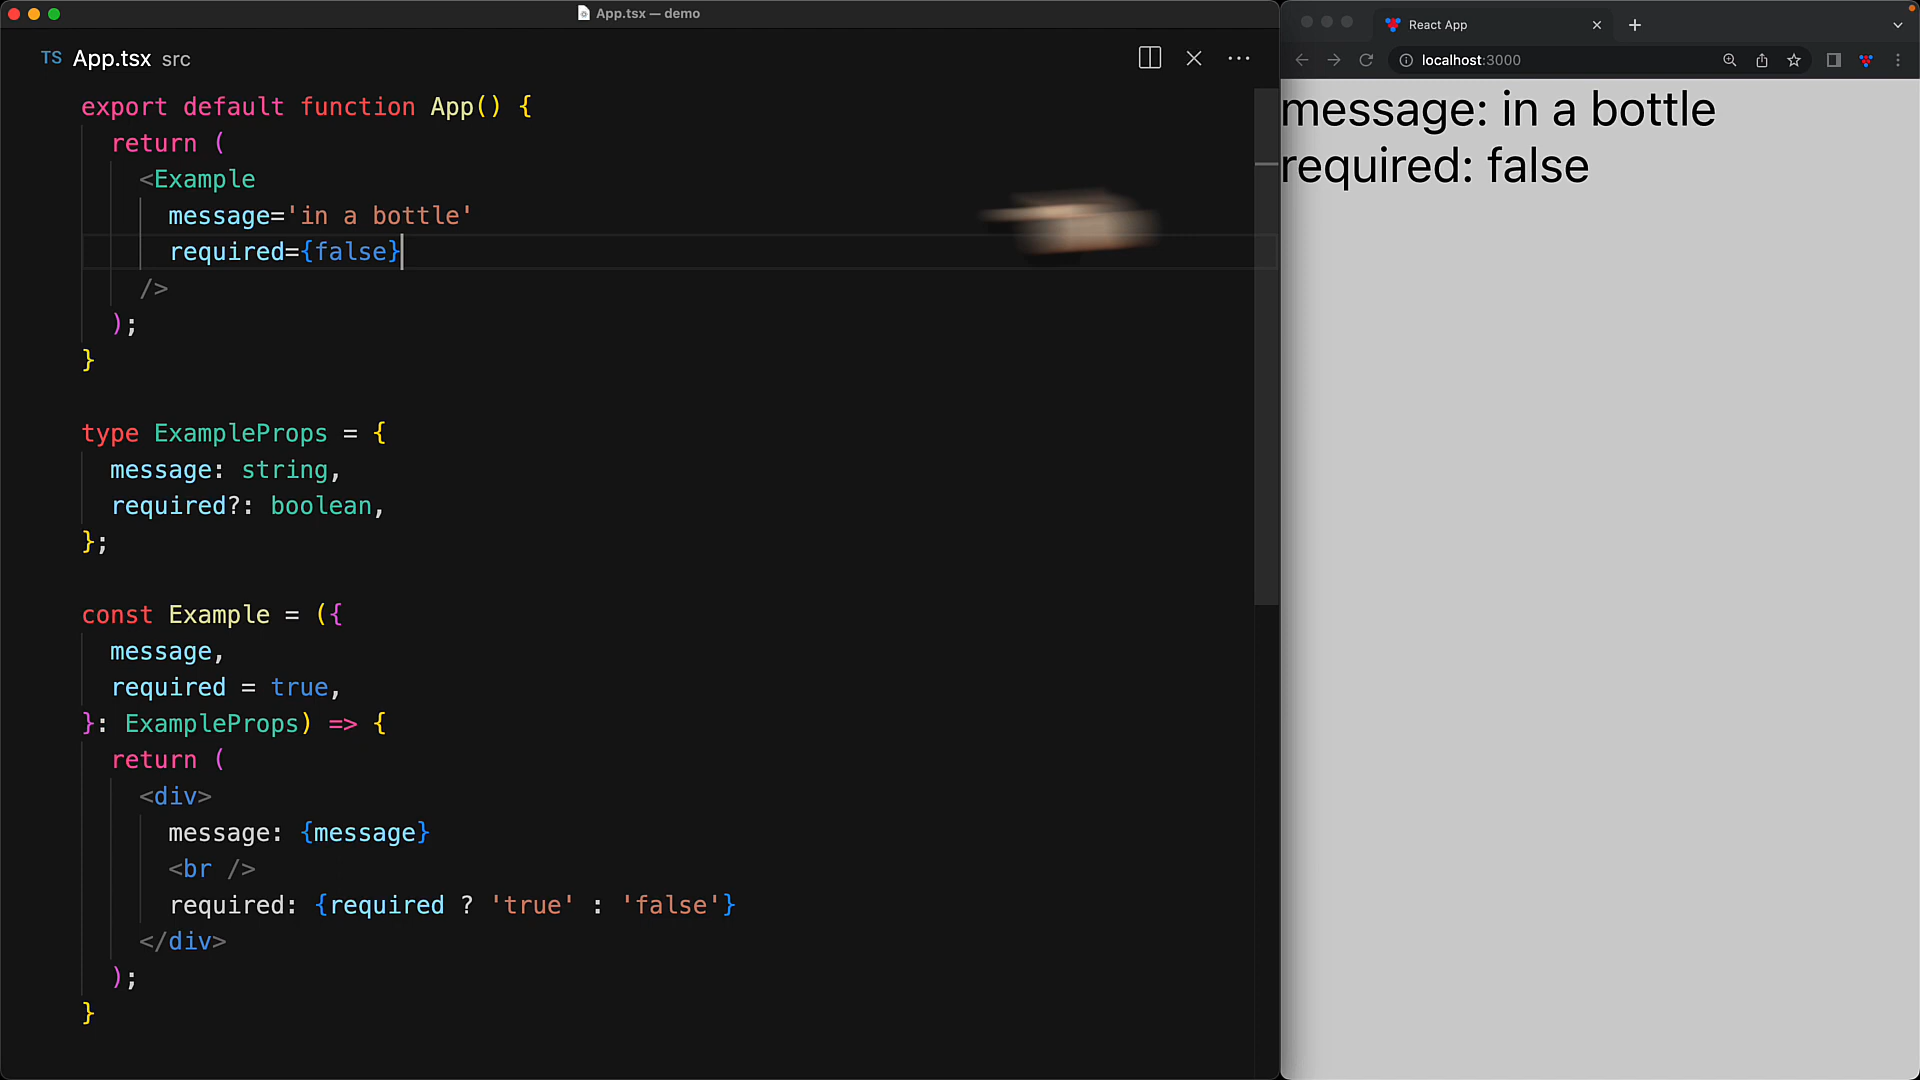 App.tsx — demo
TS App.tsx src
export default function App() {
return (
<Example
message='in a bottle'
required={false}
/>
);
}
type ExampleProps = {
message: string,
required?: boolean,
};
const Example = ({
message,
required = true,
}: ExampleProps) => {
return (
<div>
message: {message}
<br />
required: {required ? 'true' : 'false'}
</div>
);
}
React App
localhost:3000
message: in a bottle
required: false